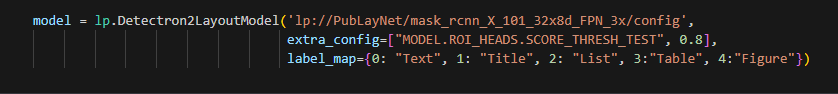 model = lp.Detectron2LayoutModel('lp://PubLayNet/mask_rcnn_X_101_32x8d_FPN_3x/config',
extra_config=["MODEL.ROI_HEADS.SCORE_THRESH_TEST", 0.8],
label_map={0: "Text", 1: "Title", 2: "List", 3:"Table", 4:"Figure"})